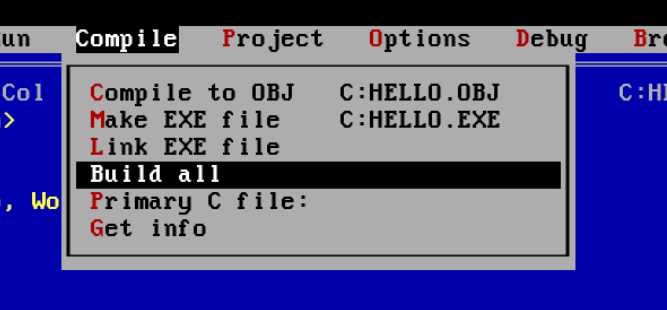 un Compile Project Options Debug Bre
Col
Compile to OBJ C:HELLO.OBJ C:HE
> Make EXE file C:HELLO.EXE
Link EXE file
Build all
, Wo Primary C file:
Get info